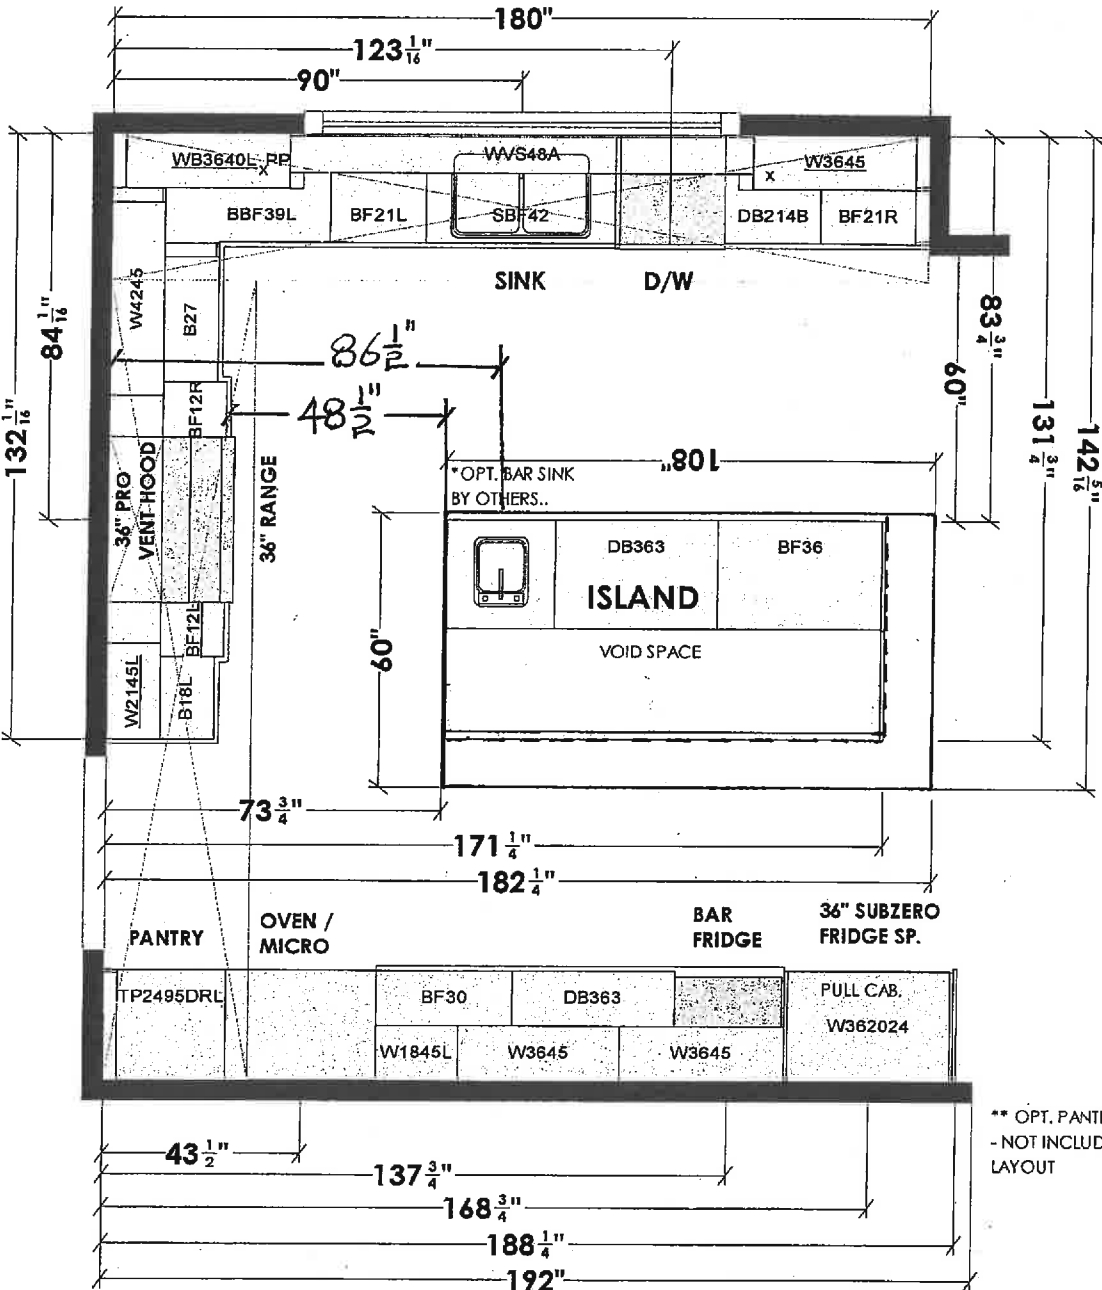 180"
123 1/16"
90"
WB3640L RP
x
WVS48A
W3645
x
BBF39L
BF21L
SBF42
DB214B
BF21R
SINK
D/W
W4245
B27
84 1/16"
132 1/16"
86 1/2"
48 1/2"
BF12R
83 3/4"
60"
131 3/4"
142 5/16"
108"
*OPT. BAR SINK
BY OTHERS..
36" PRO
VENT HOOD
36" RANGE
DB363
BF36
ISLAND
VOID SPACE
60"
BF12L
W2145L
B18L
73 3/4"
171 1/4"
182 1/4"
PANTRY
OVEN /
MICRO
BAR
FRIDGE
36" SUBZERO
FRIDGE SP.
TP2495DRL
BF30
DB363
PULL CAB.
W362024
W1845L
W3645
W3645
** OPT. PANT
- NOT INCLUD
LAYOUT
43 1/2"
137 3/4"
168 3/4"
188 1/4"
192"